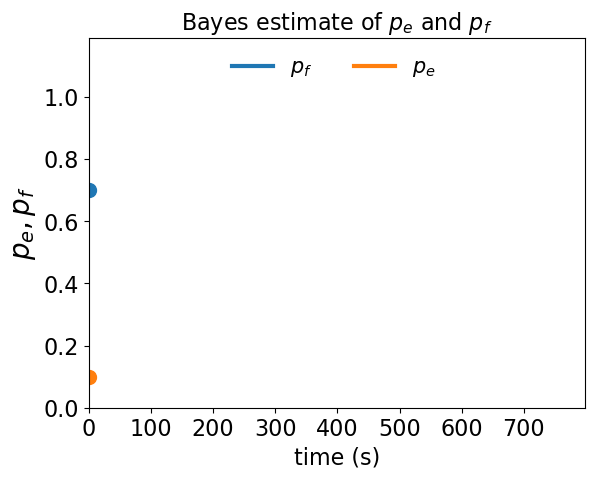 Bayes estimate of p_e and p_f
p_f p_e
1.0
0.8
0.6
0.4
0.2
0.0
p_e, p_f
0 100 200 300 400 500 600 700
time (s)